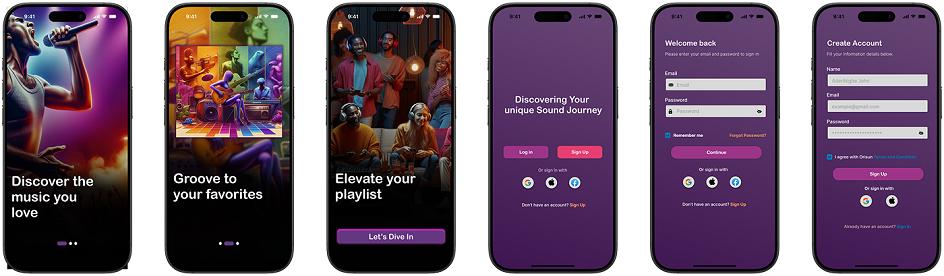 9:41
Discover the
music you
love
9:41
Groove to
your favorites
9:41
Elevate your
playlist
Let's Dive In
9:41
Discovering Your
unique Sound Journey
Log in
Sign Up
Or sign in with
Don't have an account? Sign Up
9:41
Welcome back
Please enter your email and password to sign in
Email
Email
Password
Password
Remember me
Forgot Password?
Continue
Or sign in with
Don't have an account? Sign Up
9:41
Create Account
Fill your information details below.
Name
John
Email
example@gmail.com
Password
I agree with Orisun Terms and Condition
Sign Up
Or sign in with
Already have an account? Sign In